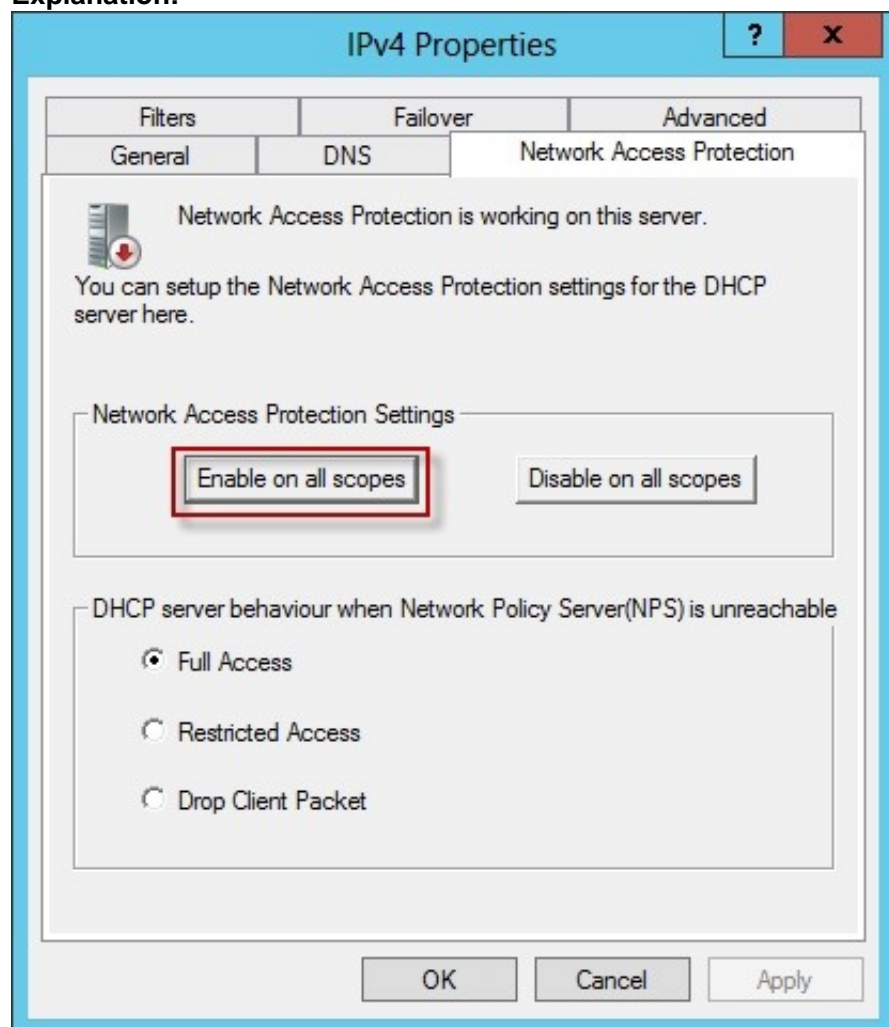 Explanation:
IPv4 Properties
?
x
Filters
Failover
Advanced
General
DNS
Network Access Protection
Network Access Protection is working on this server.
You can setup the Network Access Protection settings for the DHCP
server here.
Network Access Protection Settings
Enable on all scopes
Disable on all scopes
DHCP server behaviour when Network Policy Server(NPS) is unreachable
Full Access
Restricted Access
Drop Client Packet
OK
Cancel
Apply